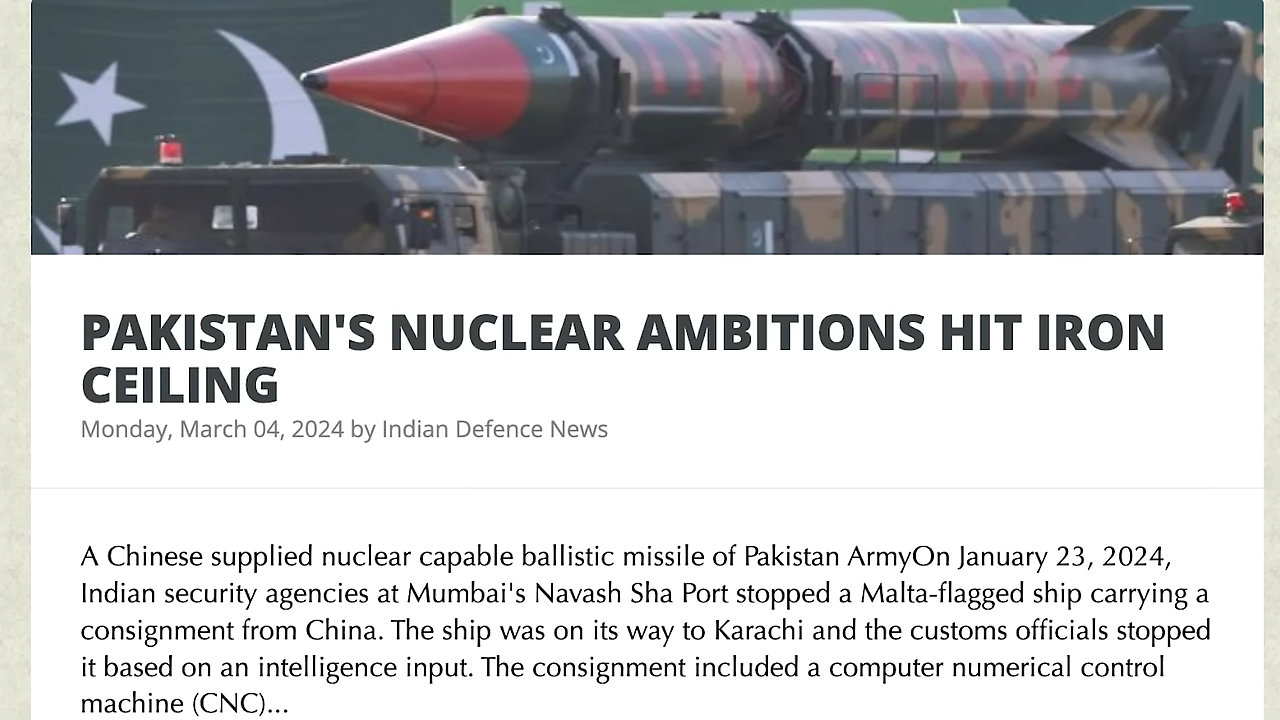 PAKISTAN'S NUCLEAR AMBITIONS HIT IRON
CEILING
Monday, March 04, 2024 by Indian Defence News
A Chinese supplied nuclear capable ballistic missile of Pakistan ArmyOn January 23, 2024,
Indian security agencies at Mumbai's Navash Sha Port stopped a Malta-flagged ship carrying a
consignment from China. The ship was on its way to Karachi and the customs officials stopped
it based on an intelligence input. The consignment included a computer numerical control
machine (CNC)...